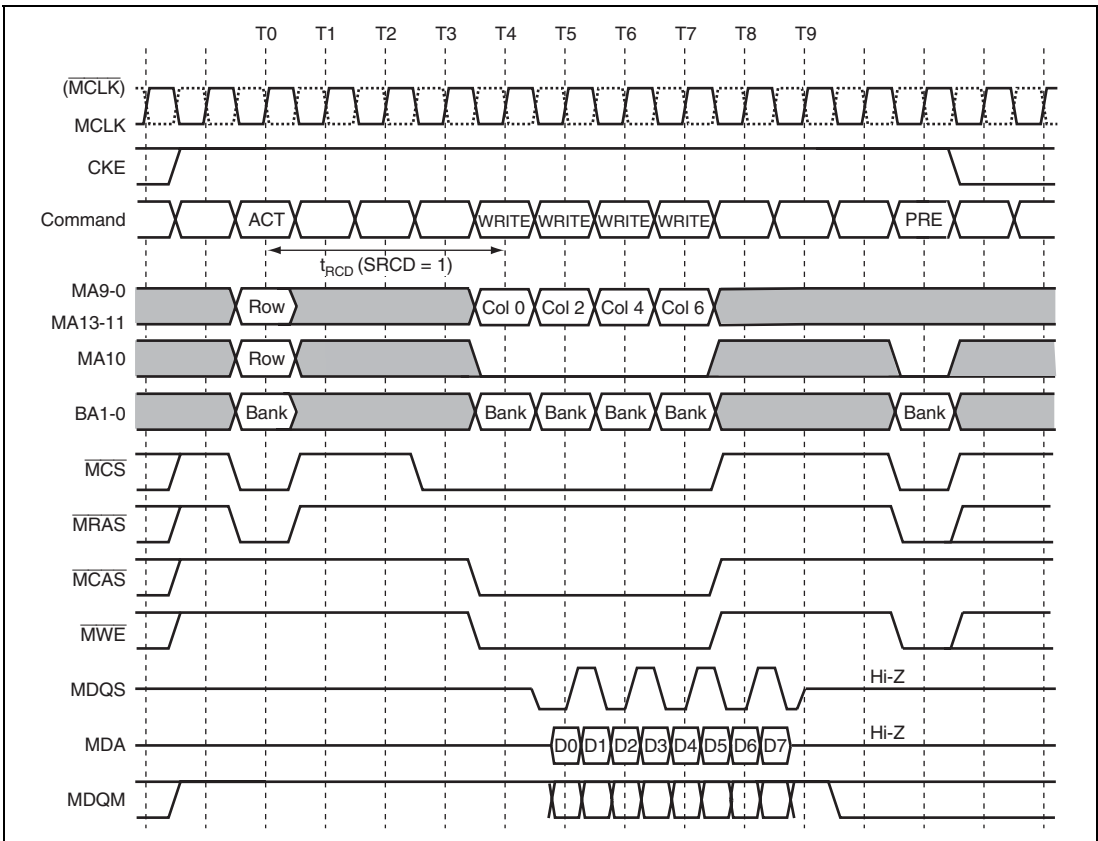 T0 T1 T2 T3 T4 T5 T6 T7 T8 T9
(MCLK)
MCLK
CKE
Command ACT WRITE WRITE WRITE WRITE PRE
tRCD (SRCD = 1)
MA9-0
MA13-11
Row Col 0 Col 2 Col 4 Col 6
MA10 Row
BA1-0 Bank Bank Bank Bank Bank Bank
MCS
MRAS
MCAS
MWE
MDQS Hi-Z
MDA D0 D1 D2 D3 D4 D5 D6 D7 Hi-Z
MDQM